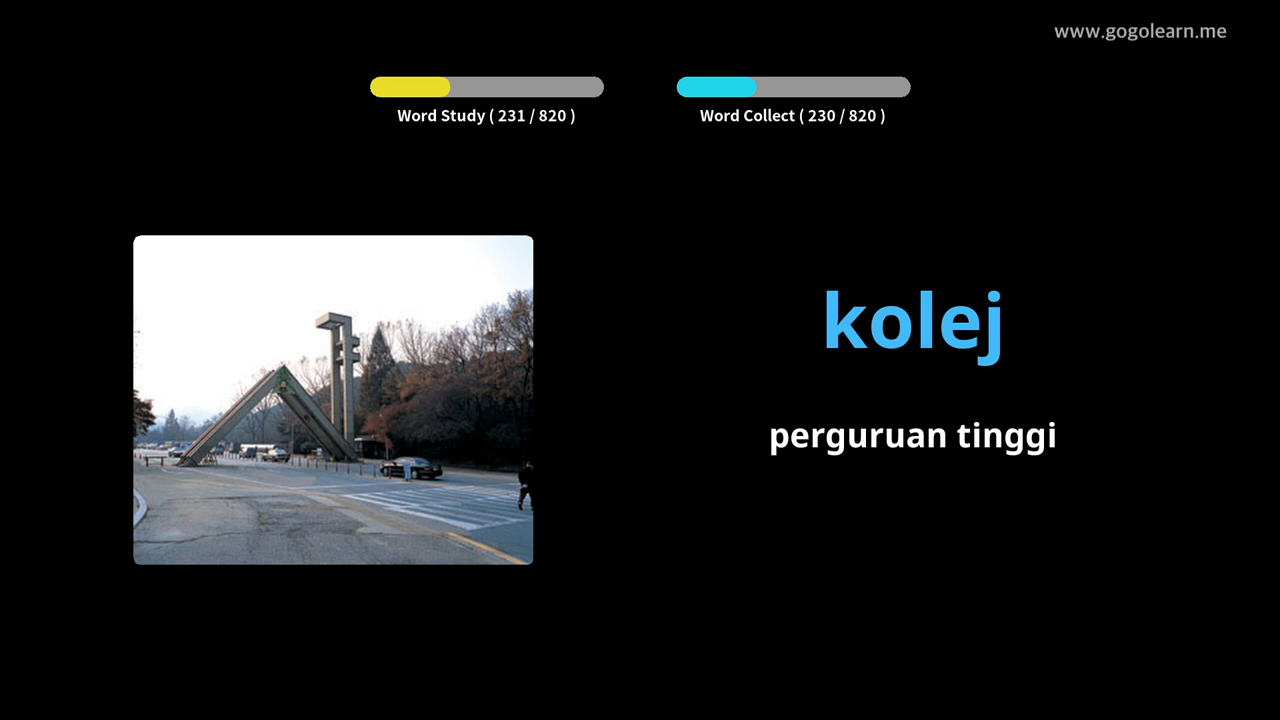 www.gogolearn.me
Word Study ( 231 / 820 )
Word Collect ( 230 / 820 )
kolej
perguruan tinggi